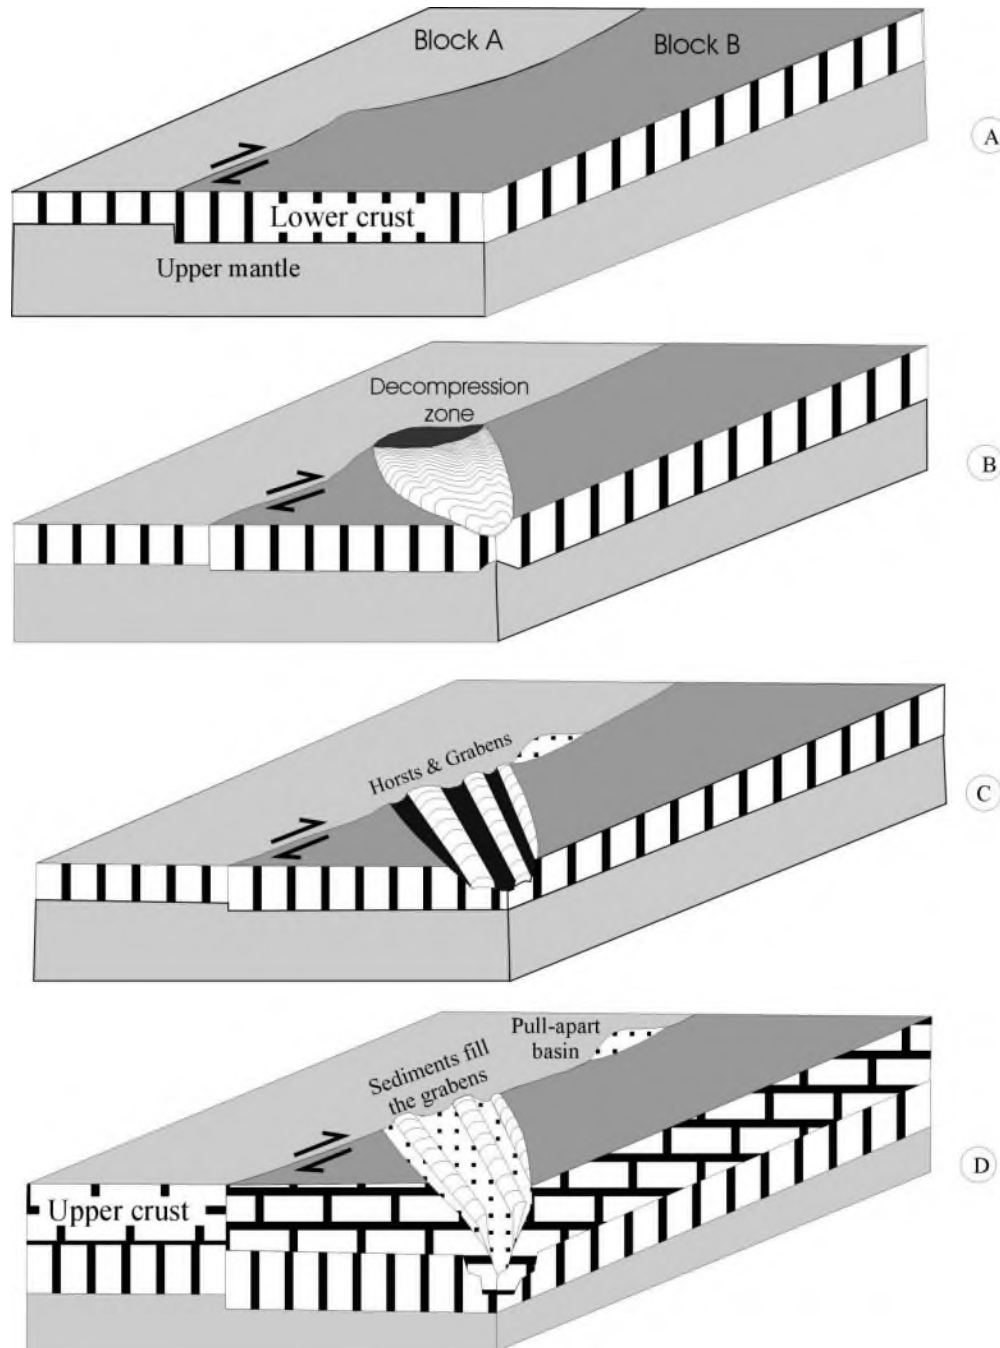 Block A
Block B
Lower crust
Upper mantle
A
Decompression
zone
B
Horsts & Grabens
C
Pull-apart
basin
Sediments fill
the grabens
Upper crust
D